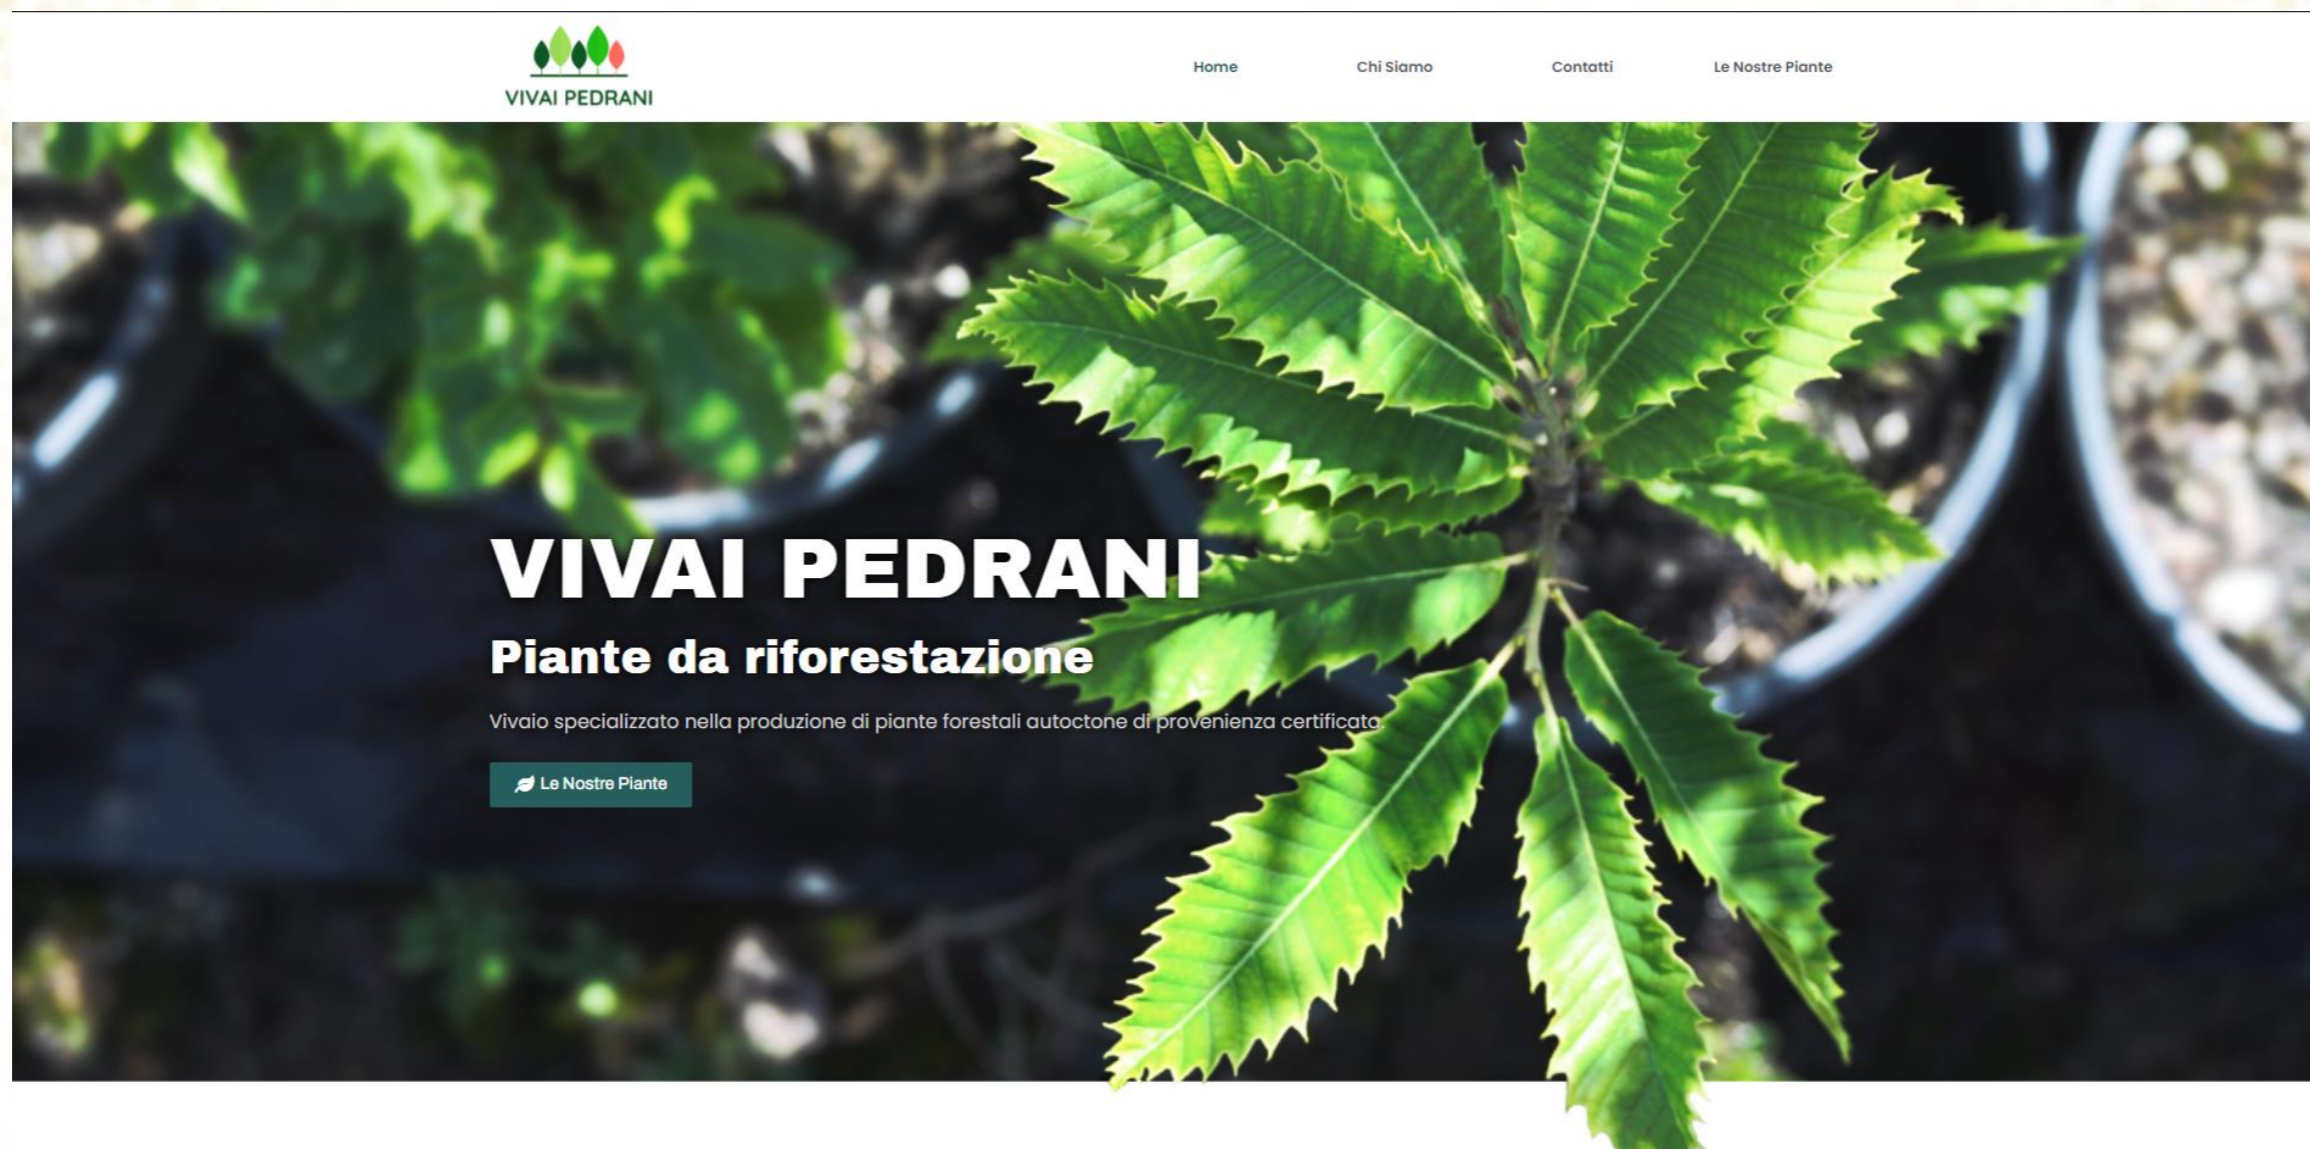 VIVAI PEDRANI
Home
Chi Siamo
Contatti
Le Nostre Piante
VIVAI PEDRANI
Piante da riforestazione
Vivaio specializzato nella produzione di piante forestali autoctone di provenienza certificata.
Le Nostre Piante